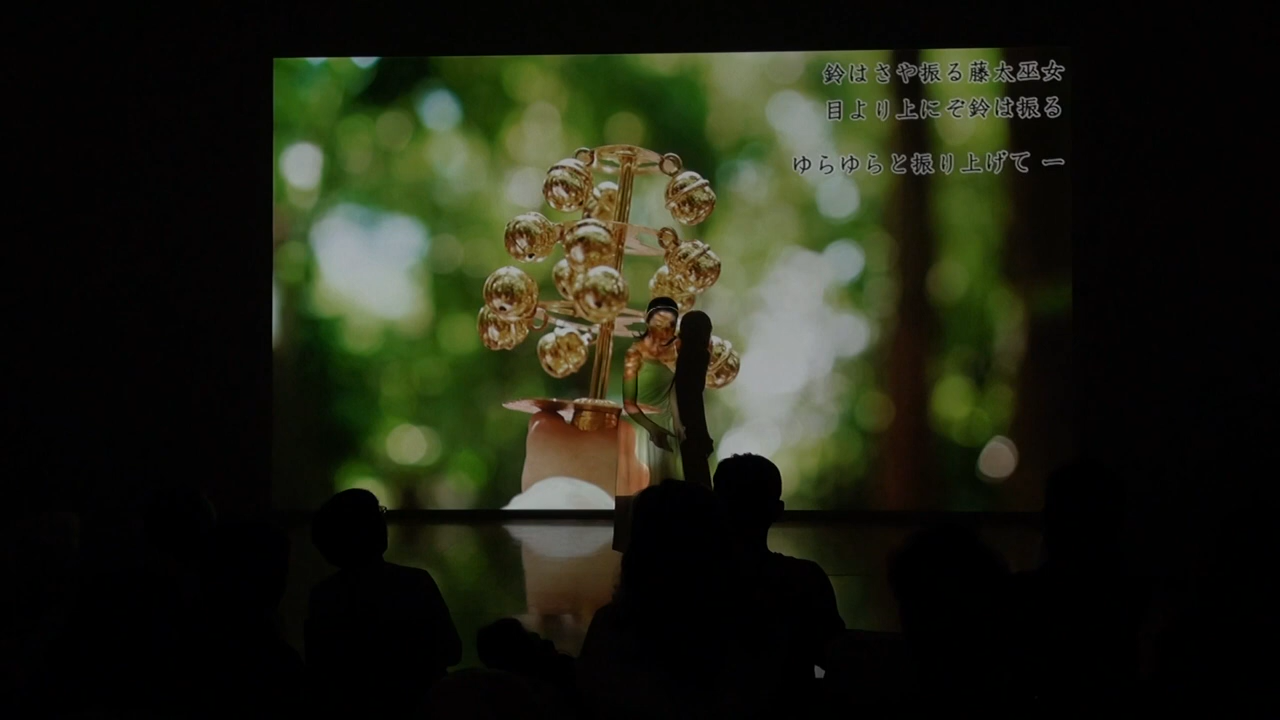 鈴はさや振る藤太巫女
目より上にぞ鈴は振る
ゆらゆらと振り上げて ー